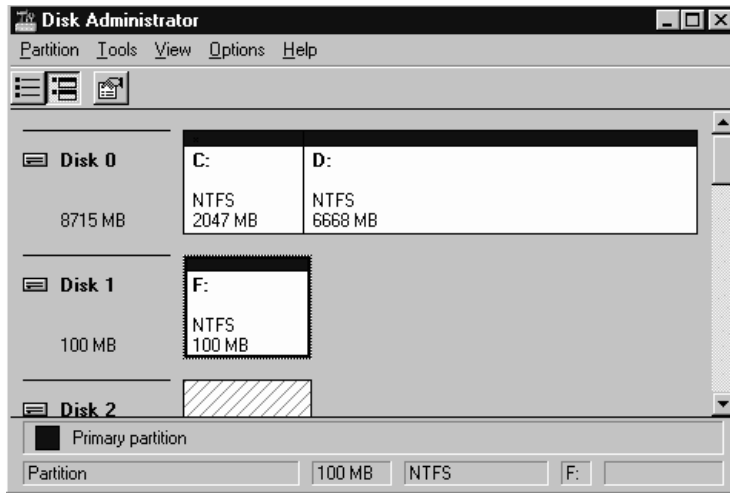 Disk Administrator
Partition Tools View Options Help
Disk 0
8715 MB
C:
NTFS
2047 MB
D:
NTFS
6668 MB
Disk 1
100 MB
F:
NTFS
100 MB
Disk 2
Primary partition
Partition 100 MB NTFS F: